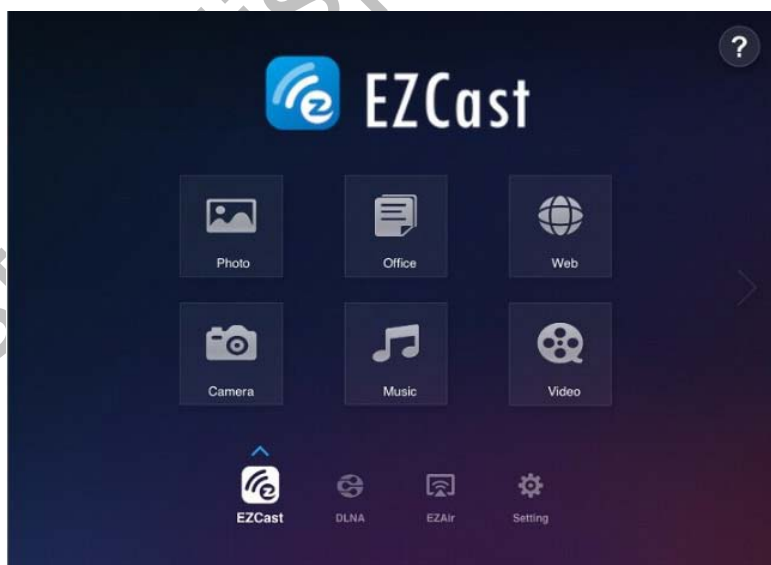 ?
EZCast
Photo Office Web
Camera Music Video
EZCast DLNA EZAir Setting